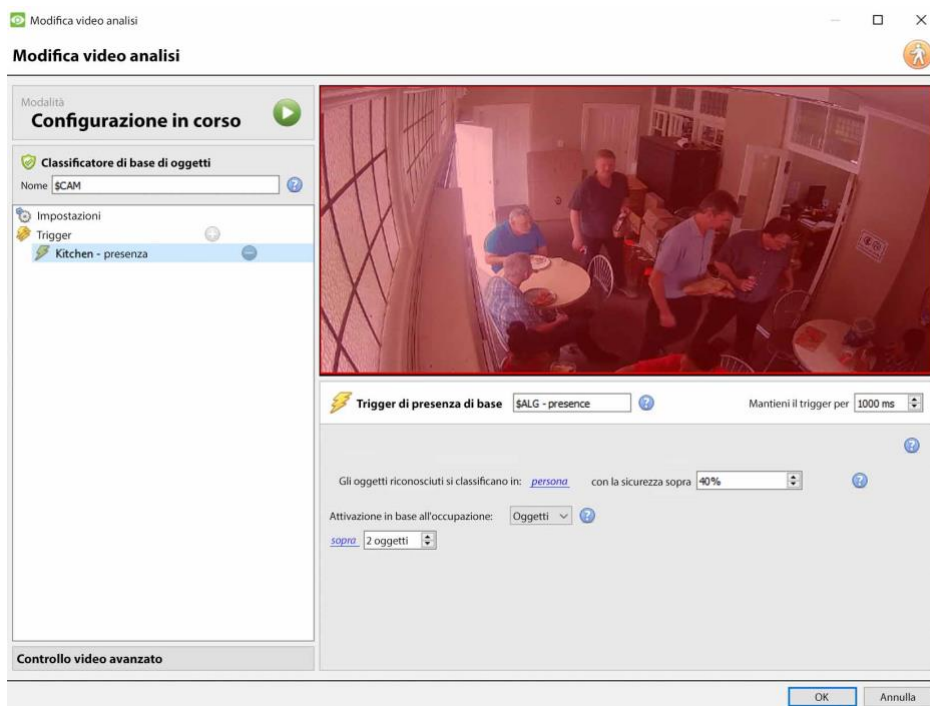 Modifica video analisi
Modifica video analisi
Modalità
Configurazione in corso
Classificatore di base di oggetti
Nome $CAM
Impostazioni
Trigger
Kitchen - presenza
Controllo video avanzato
Trigger di presenza di base $ALG - presence Mantieni il trigger per 1000 ms
Gli oggetti riconosciuti si classificano in: persona con la sicurezza sopra 40%
Attivazione in base all'occupazione: Oggetti
sopra 2 oggetti
OK Annulla